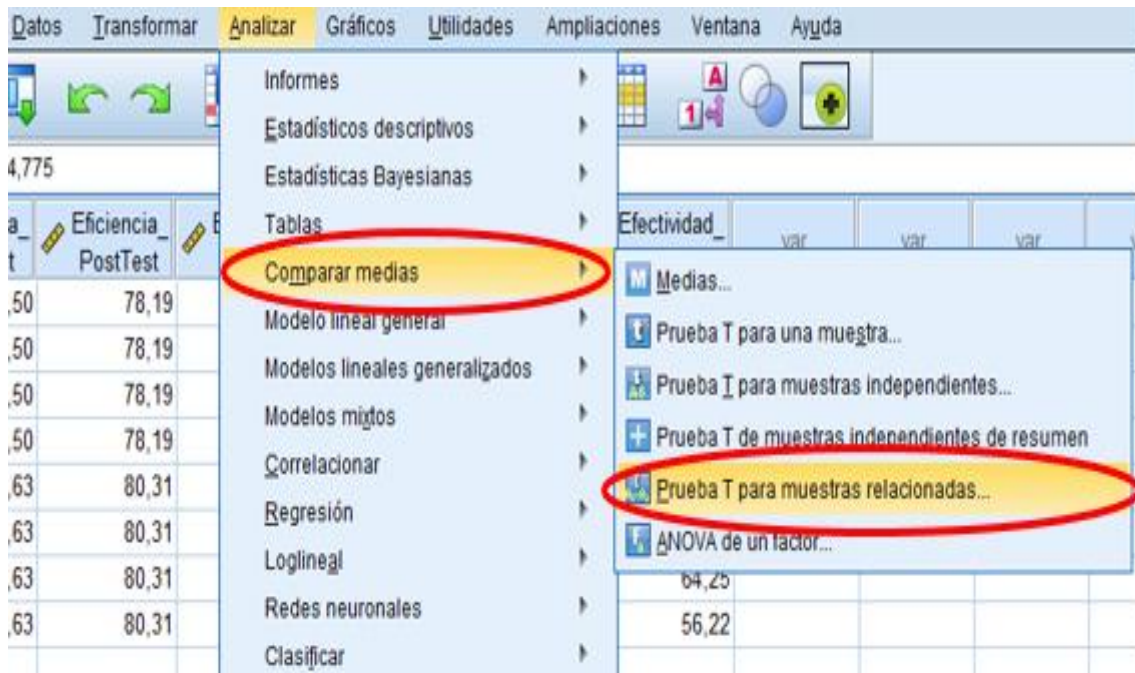 Datos Transformar Analizar Gráficos Utilidades Ampliaciones Ventana Ayuda
4,775
Informes
Estadísticos descriptivos
Estadísticas Bayesianas
Tablas
Comparar medias
Modelo lineal general
Modelos lineales generalizados
Modelos mixtos
Correlacionar
Regresión
Loglineal
Redes neuronales
Clasificar
Medias...
Prueba T para una muestra...
Prueba T para muestras independientes...
Prueba T de muestras independientes de resumen
Prueba T para muestras relacionadas...
ANOVA de un factor...
Eficiencia_
PostTest
Efectividad_
var var var
,50 78,19
,50 78,19
,50 78,19
,50 78,19
,63 80,31
,63 80,31
,63 80,31 64,25
,63 80,31 56,22